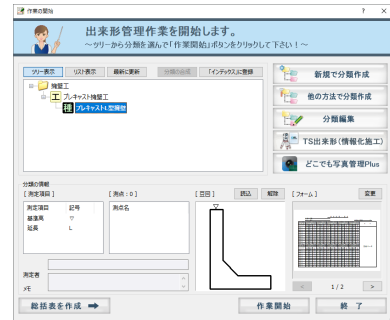 作業の開始
出来形管理作業を開始します。
～ツリーから分類を選んで「作業開始」ボタンをクリックして下さい！～
ツリー表示 リスト表示 最新に更新 分類の合成 「インデックス」に登録
擁壁工
工 プレキャスト擁壁工
種 プレキャストL型擁壁
新規で分類作成
他の方法で分類作成
分類編集
TS出来形(情報化施工)
どこでも写真管理Plus
分類の情報
[ 測定項目 ] [ 測点：0 ] [ 略図 ] 読込 解除 [ フォーム ] 変更
測定項目 記号 測点名
基準高 ▽
延長 L
測定者
メモ
< 1 / 2 >
総括表を作成 ➡ 作業開始 終 了